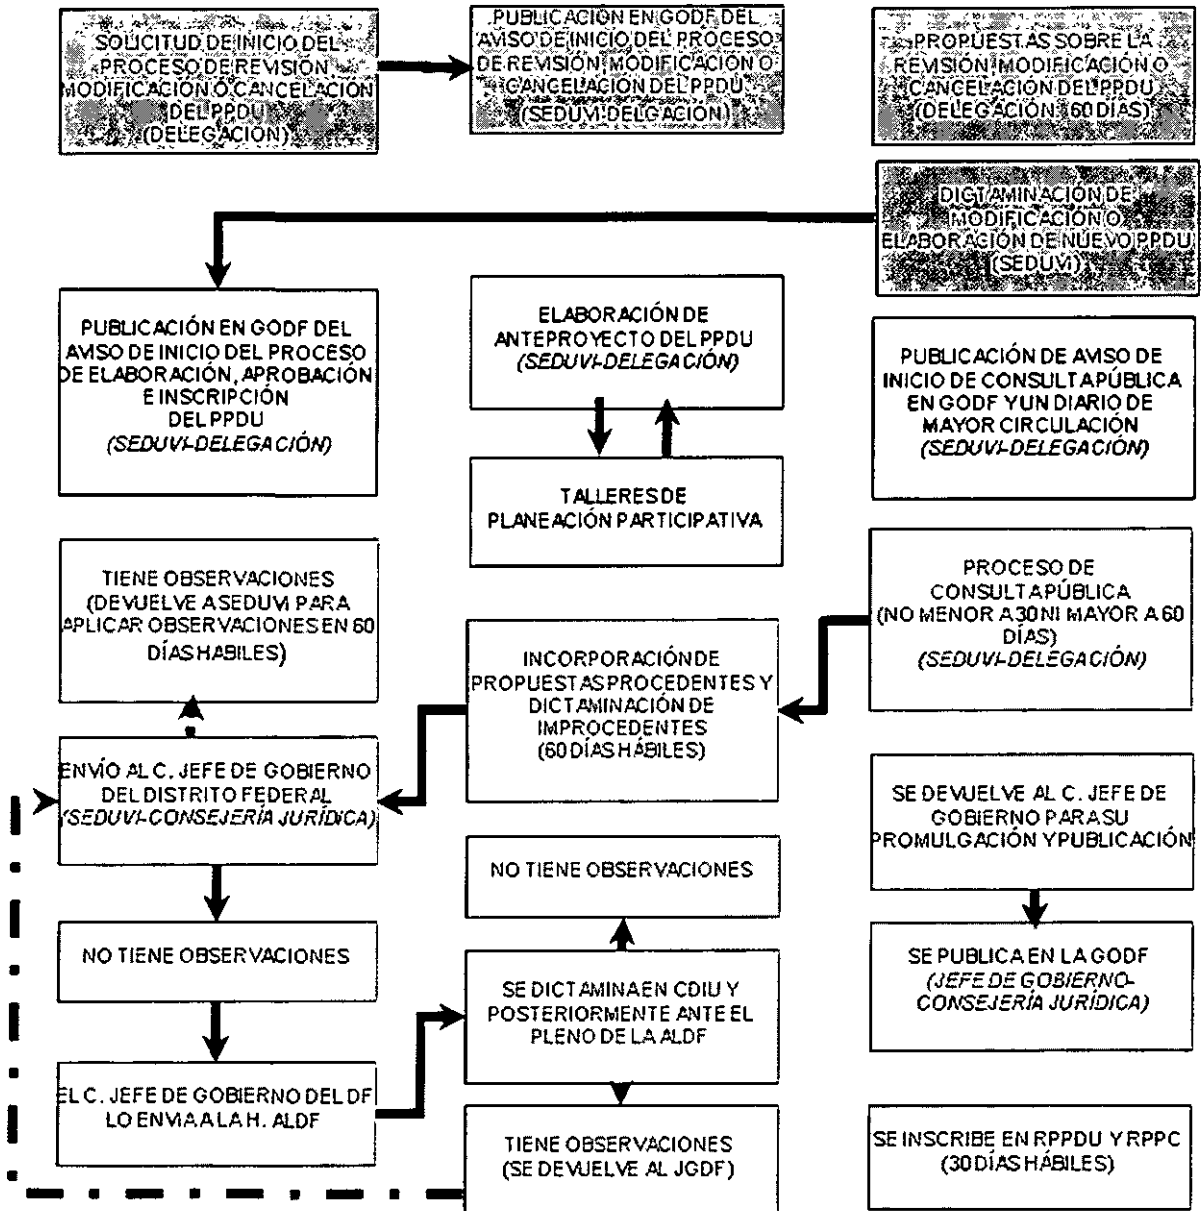 SOLICITUD DE INICIO DEL
PROCESO DE REVISIÓN,
MODIFICACIÓN O CANCELACIÓN
DEL PPDU
(DELEGACIÓN)
PUBLICACIÓN EN GODF DEL
AVISO DE INICIO DEL PROCESO
DE REVISIÓN, MODIFICACIÓN O
CANCELACIÓN DEL PPDU
(SEDUVI-DELGACIÓN)
PROPUESTAS SOBRE LA
REVISIÓN, MODIFICACIÓN O
CANCELACIÓN DEL PPDU
(DELEGACIÓN: 60 DÍAS)
DICTAMINACIÓN DE
MODIFICACIÓN O
ELABORACIÓN DE NUEVO PPDU
(SEDUVI)
PUBLICACIÓN EN GODF DEL
AVISO DE INICIO DEL PROCESO
DE ELABORACIÓN, APROBACIÓN
E INSCRIPCIÓN
DEL PPDU
(SEDUVI-DELEGACIÓN)
ELABORACIÓN DE
ANTEPROYECTO DEL PPDU
(SEDUVI-DELEGACIÓN)
PUBLICACIÓN DE AVISO DE
INICIO DE CONSULTA PÚBLICA
EN GODF Y UN DIARIO DE
MAYOR CIRCULACIÓN
(SEDUVI-DELEGACIÓN)
TALLERES DE
PLANEACIÓN PARTICIPATIVA
TIENE OBSERVACIONES
(DEVUELVE A SEDUVI PARA
APLICAR OBSERVACIONES EN 60
DÍAS HABILES)
PROCESO DE
CONSULTA PÚBLICA
(NO MENOR A 30 NI MAYOR A 60
DÍAS)
(SEDUVI-DELEGACIÓN)
INCORPORACIÓN DE
PROPUESTAS PROCEDENTES Y
DICTAMINACIÓN DE
IMPROCEDENTES
(60 DÍAS HÁBILES)
ENVÍO AL C. JEFE DE GOBIERNO
DEL DISTRITO FEDERAL
(SEDUVI-CONSEJERÍA JURÍDICA)
SE DEVUELVE AL C. JEFE DE
GOBIERNO PARA SU
PROMULGACIÓN Y PUBLICACIÓN
NO TIENE OBSERVACIONES
NO TIENE OBSERVACIONES
SE PUBLICA EN LA GODF
(JEFE DE GOBIERNO-
CONSEJERÍA JURÍDICA)
SE DICTAMINA EN CDIU Y
POSTERIORMENTE ANTE EL
PLENO DE LA ALDF
EL C. JEFE DE GOBIERNO DEL DF
LO ENVIA A LA H. ALDF
TIENE OBSERVACIONES
(SE DEVUELVE AL JGDF)
SE INSCRIBE EN RPPDU Y RPPC
(30 DÍAS HÁBILES)